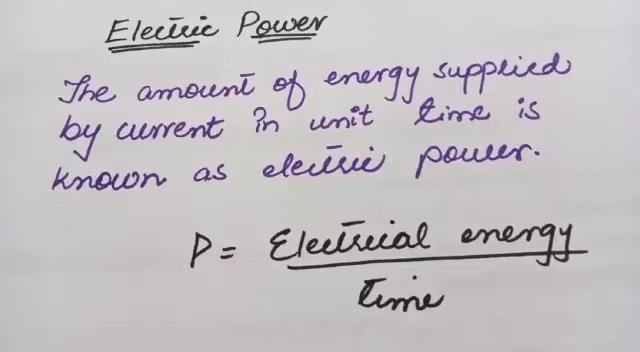 Electric Power
The amount of energy supplied
by current in unit time is
known as electric power.
P = Electrical energy
time